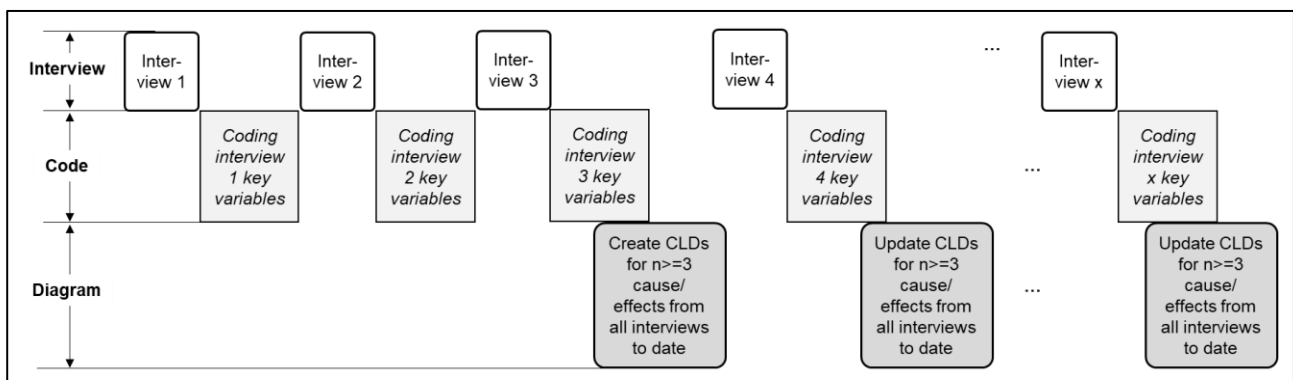 Interview
Inter-
view 1
Inter-
view 2
Inter-
view 3
Inter-
view 4
...
Inter-
view x
Code
Coding
interview
1 key
variables
Coding
interview
2 key
variables
Coding
interview
3 key
variables
Coding
interview
4 key
variables
...
Coding
interview
x key
variables
Diagram
Create CLDs
for n>=3
cause/
effects from
all interviews
to date
Update CLDs
for n>=3
cause/
effects from
all interviews
to date
...
Update CLDs
for n>=3
cause/
effects from
all interviews
to date